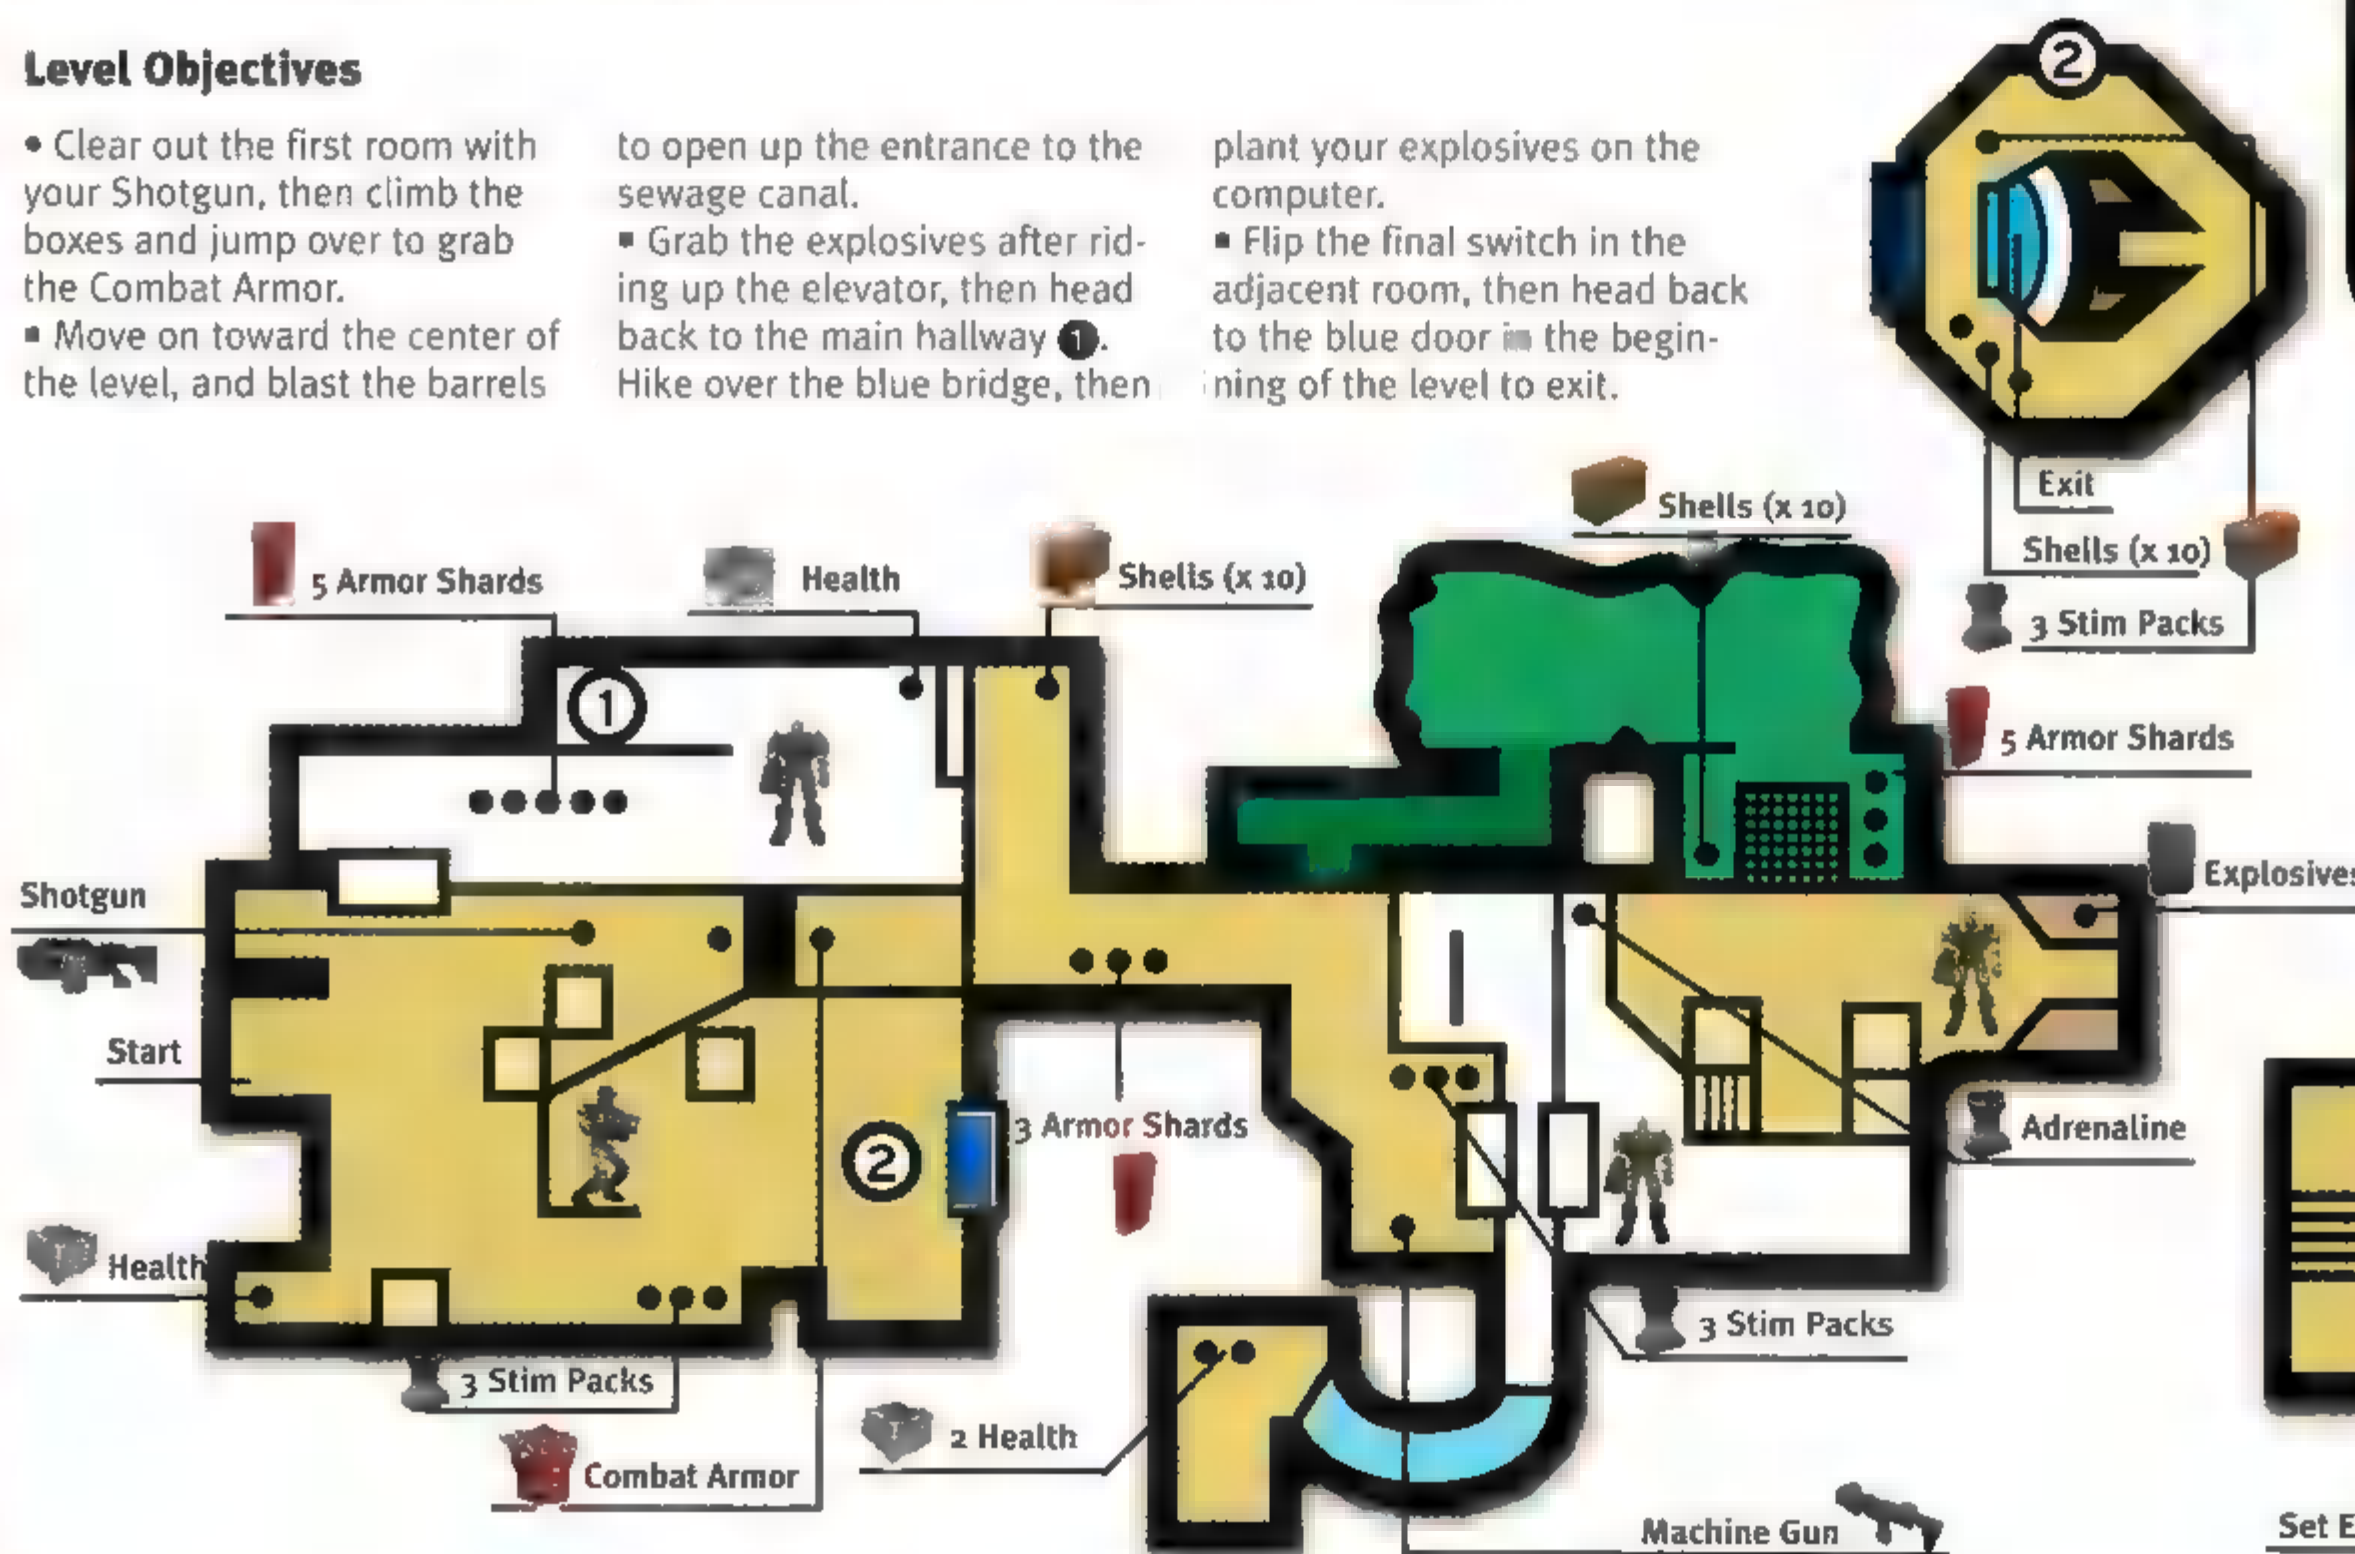 Level Objectives
• Clear out the first room with
your Shotgun, then climb the
boxes and jump over to grab
the Combat Armor.
▪ Move on toward the center of
the level, and blast the barrels
to open up the entrance to the
sewage canal.
▪ Grab the explosives after rid-
ing up the elevator, then head
back to the main hallway 1.
Hike over the blue bridge, then
plant your explosives on the
computer.
▪ Flip the final switch in the
adjacent room, then head back
to the blue door in the begin-
ning of the level to exit.
2
Exit
Shells (x 10)
3 Stim Packs
Shells (x 10)
5 Armor Shards
Health
Shells (x 10)
1
5 Armor Shards
Explosives
Shotgun
Start
2
3 Armor Shards
Adrenaline
Health
3 Stim Packs
3 Stim Packs
2 Health
Combat Armor
Machine Gun
Set E